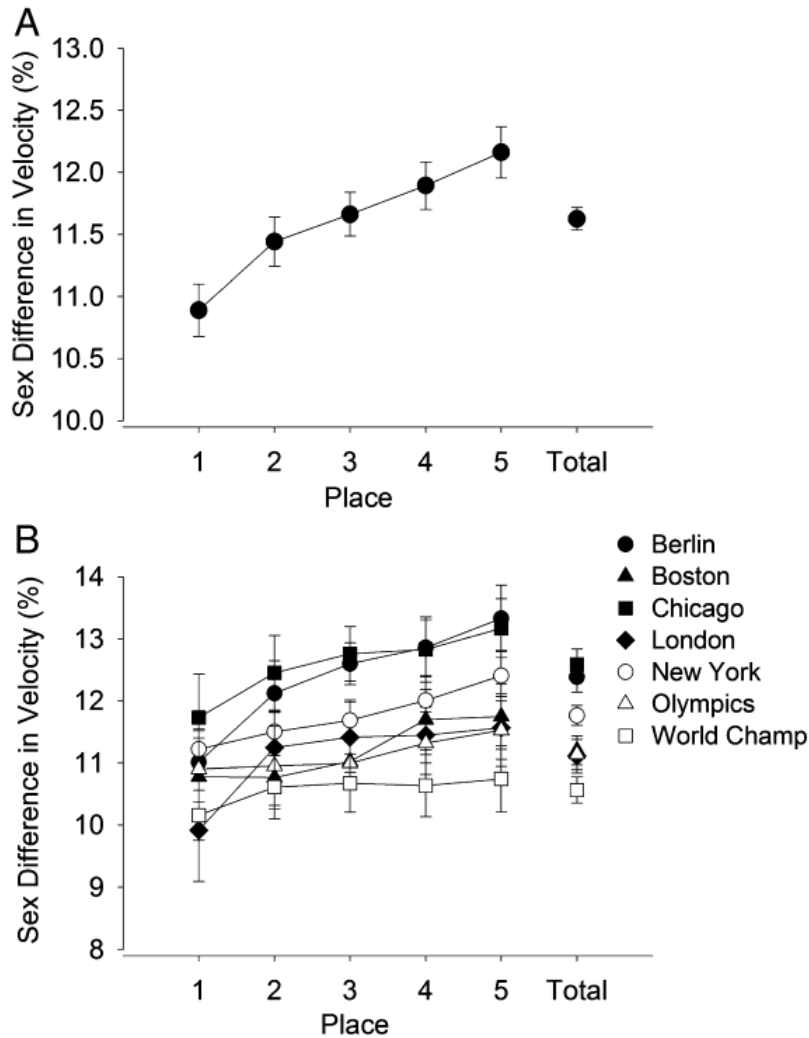 A
Sex Difference in Velocity (%)
13.0
12.5
12.0
11.5
11.0
10.5
10.0
1 2 3 4 5 Total
Place
B
Sex Difference in Velocity (%)
14
13
12
11
10
9
8
1 2 3 4 5 Total
Place
Berlin
Boston
Chicago
London
New York
Olympics
World Champ